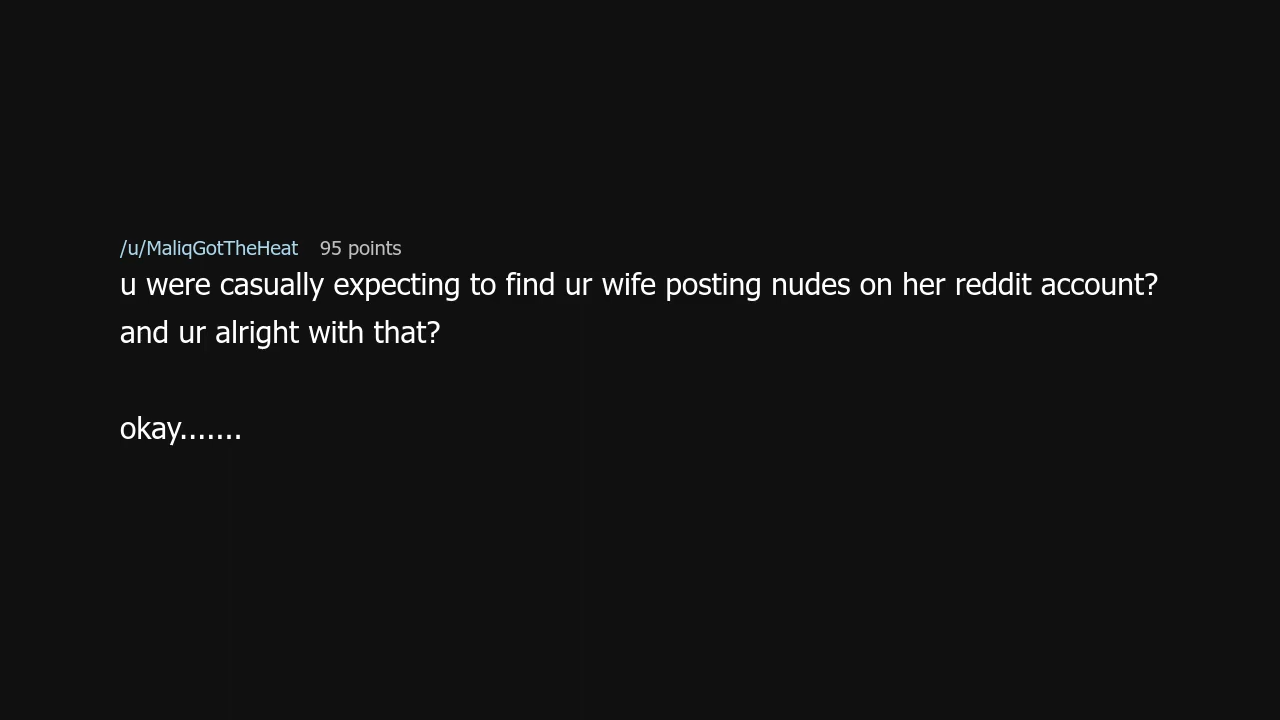 /u/MaliqGotTheHeat 95 points
u were casually expecting to find ur wife posting nudes on her reddit account?
and ur alright with that?
okay.......